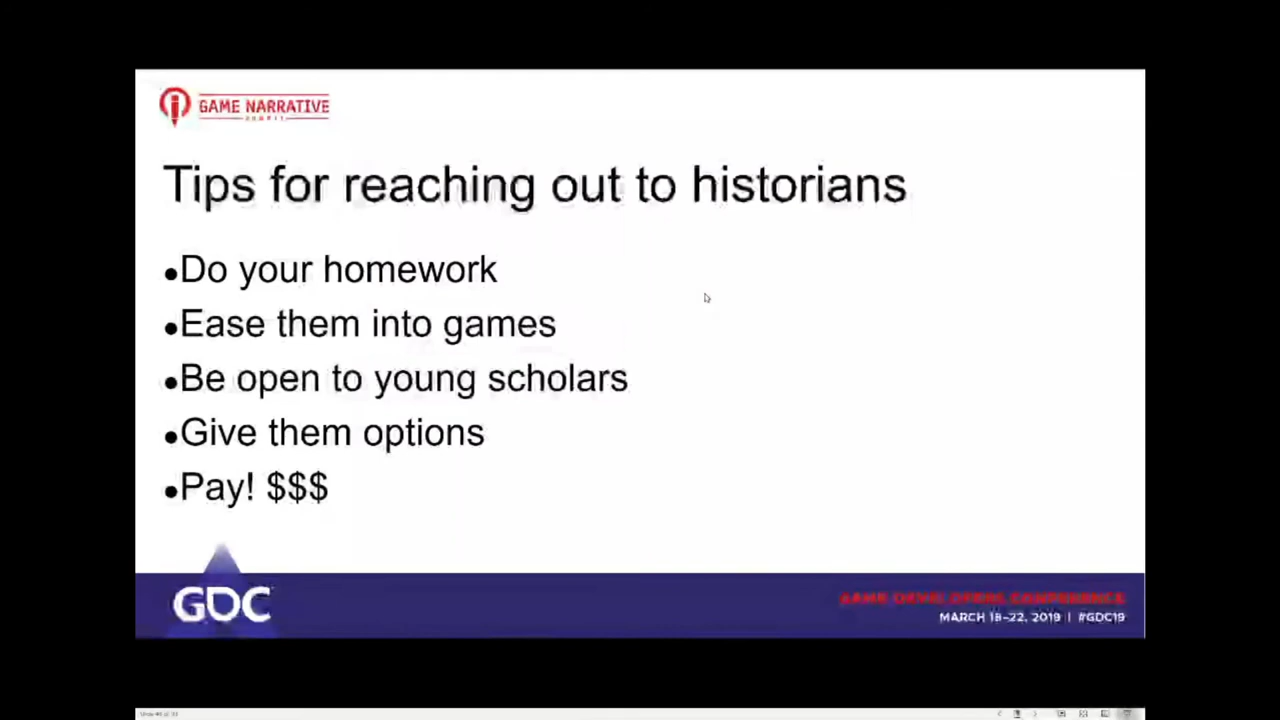 GAME NARRATIVE
SUMMIT
Tips for reaching out to historians
●Do your homework
●Ease them into games
●Be open to young scholars
●Give them options
●Pay! $$$
GDC
GAME DEVELOPERS CONFERENCE
MARCH 18–22, 2019 | #GDC19